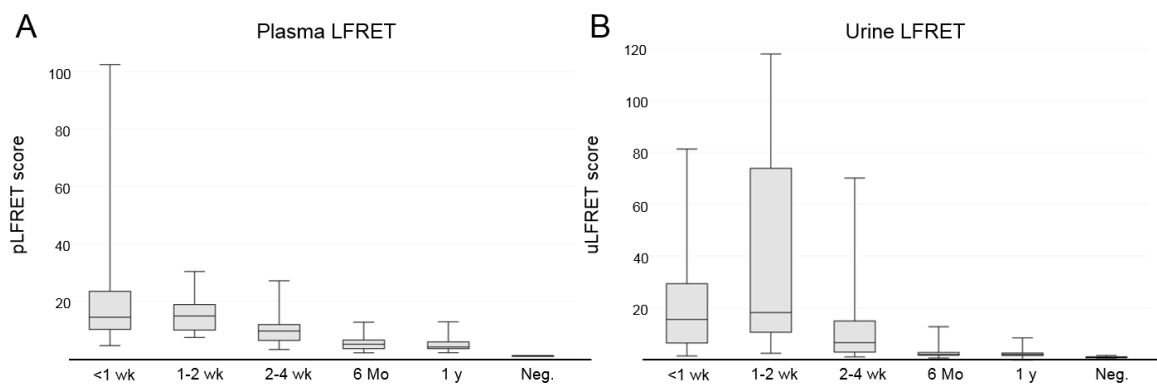 A
Plasma LFRET
pLFRET score
100
80
60
40
20
<1 wk 1-2 wk 2-4 wk 6 Mo 1 y Neg.
B
Urine LFRET
uLFRET score
120
100
80
60
40
20
<1 wk 1-2 wk 2-4 wk 6 Mo 1 y Neg.